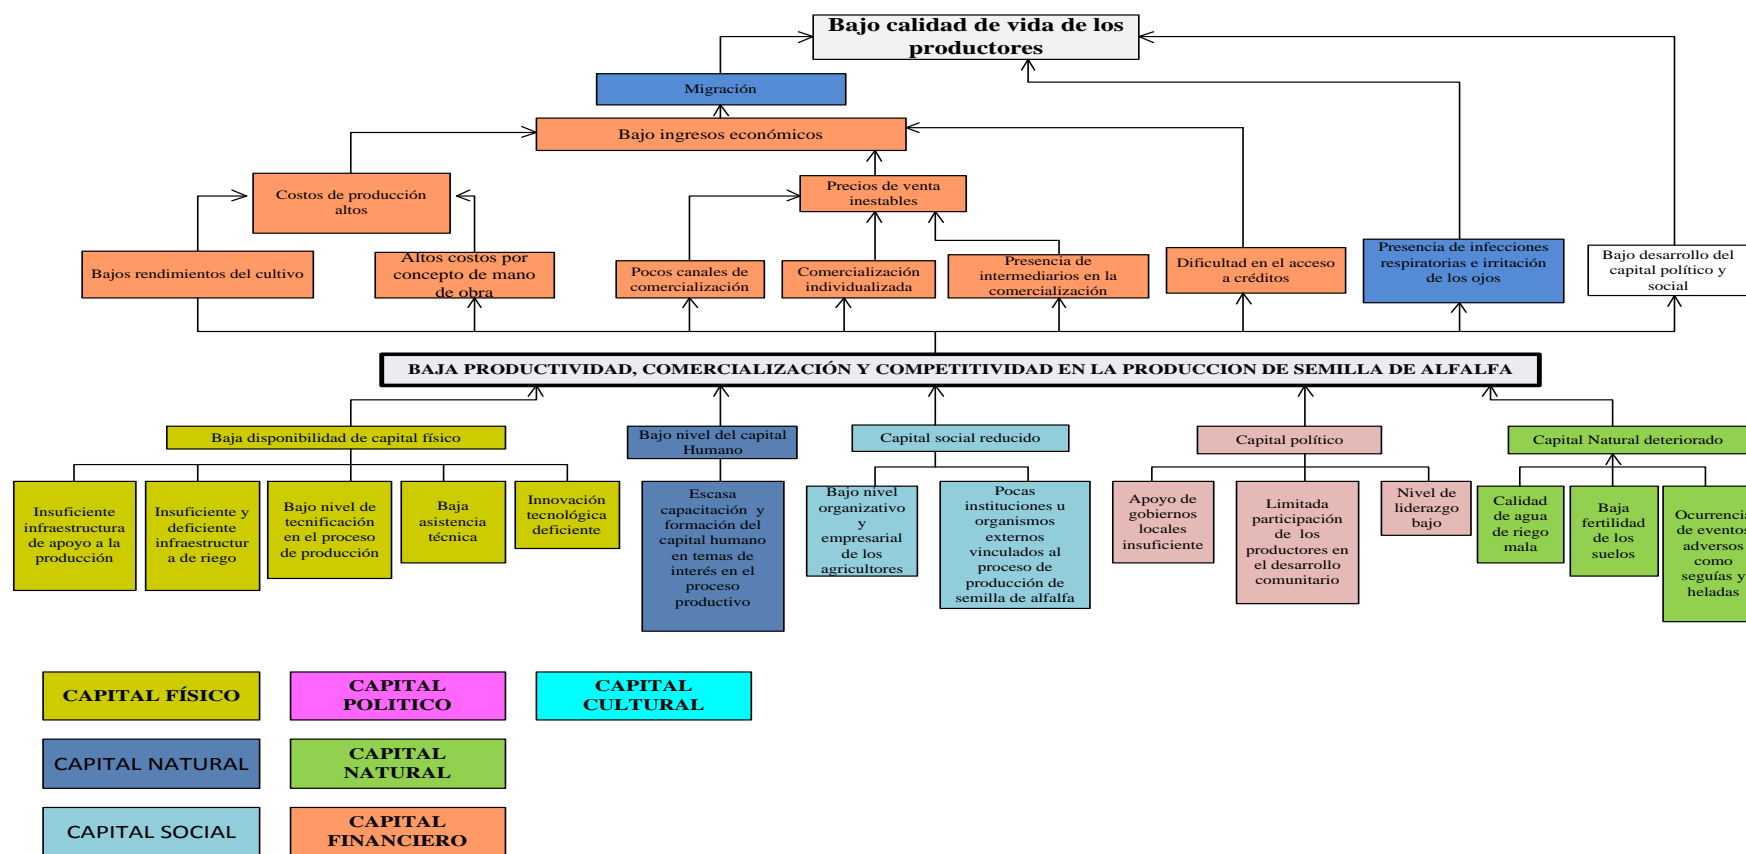 Bajo calidad de vida de los
productores
Migración
Bajo ingresos económicos
Costos de producción
altos
Precios de venta
inestables
Bajos rendimientos del cultivo
Altos costos por
concepto de mano
de obra
Pocos canales de
comercialización
Comercialización
individualizada
Presencia de
intermediarios en la
comercialización
Dificultad en el acceso
a créditos
Presencia de infecciones
respiratorias e irritación
de los ojos
Bajo desarrollo del
capital político y
social
BAJA PRODUCTIVIDAD, COMERCIALIZACIÓN Y COMPETITIVIDAD EN LA PRODUCCION DE SEMILLA DE ALFALFA
Baja disponibilidad de capital físico
Bajo nivel del capital
Humano
Capital social reducido
Capital político
Capital Natural deteriorado
Insuficiente
infraestructura
de apoyo a la
producción
Insuficiente y
deficiente
infraestructur
a de riego
Bajo nivel de
tecnificación
en el proceso
de producción
Baja
asistencia
técnica
Innovación
tecnológica
deficiente
Escasa
capacitación y
formación del
capital humano
en temas de
interés en el
proceso
productivo
Bajo nivel
organizativo
y
empresarial
de los
agricultores
Pocas
instituciones u
organismos
externos
vinculados al
proceso de
producción de
semilla de alfalfa
Apoyo de
gobiernos
locales
insuficiente
Limitada
participación
de los
productores en
el desarrollo
comunitario
Nivel de
liderazgo
bajo
Calidad
de agua
de riego
mala
Baja
fertilidad
de los
suelos
Ocurrencia
de eventos
adversos
como
seguías y
heladas
CAPITAL FÍSICO
CAPITAL
POLITICO
CAPITAL
CULTURAL
CAPITAL NATURAL
CAPITAL
NATURAL
CAPITAL SOCIAL
CAPITAL
FINANCIERO